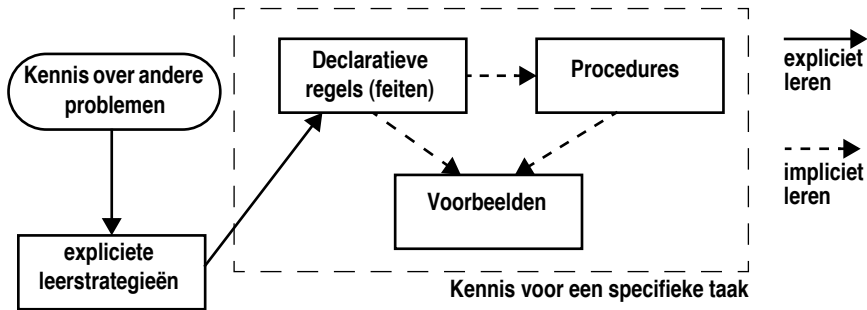 Kennis over andere
problemen
expliciete
leerstrategieën
Declaratieve
regels (feiten)
Procedures
Voorbeelden
Kennis voor een specifieke taak
expliciet
leren
impliciet
leren